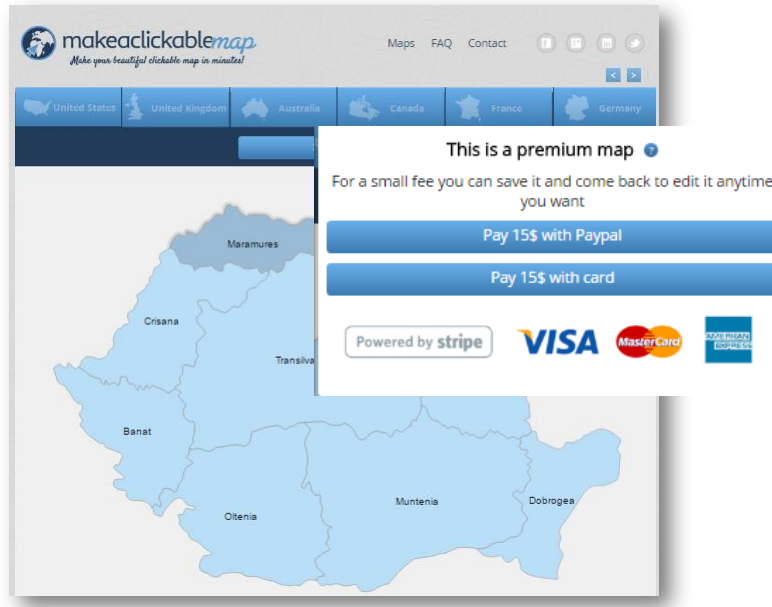 makeaclickablemap
Make your beautiful clickable map in minutes!
Maps FAQ Contact
< >
United States United Kingdom Australia Canada France Germany
This is a premium map ?
For a small fee you can save it and come back to edit it anytime
you want
Pay 15$ with Paypal
Pay 15$ with card
Powered by stripe VISA MasterCard AMERICAN
EXPRESS
Maramures
Crisana
Transilva
Banat
Oltenia
Muntenia
Dobrogea